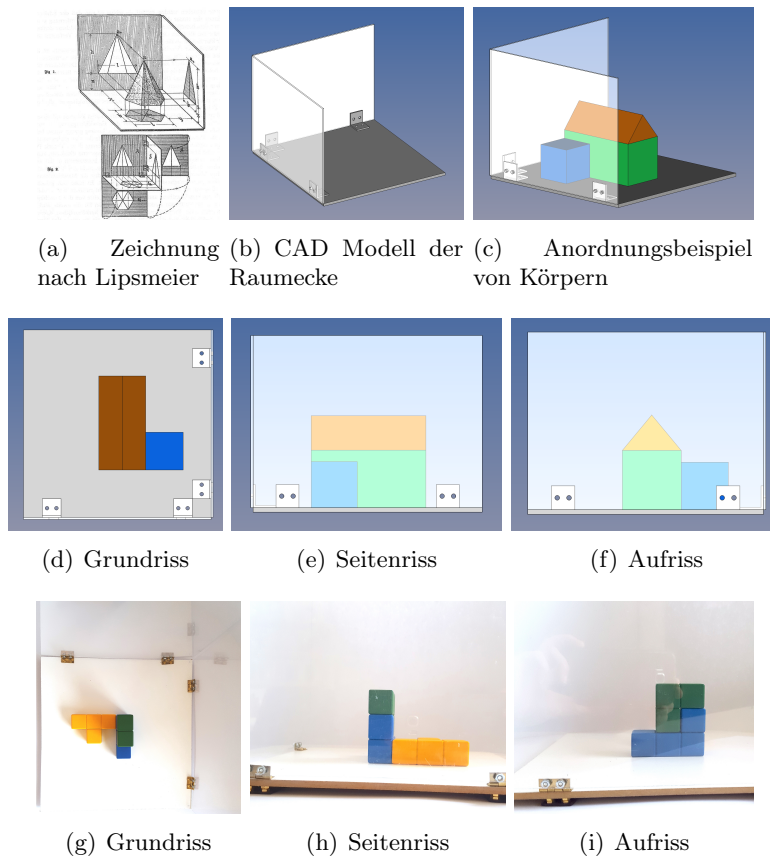 (a) Zeichnung
nach Lipsmeier
(b) CAD Modell der
Raumecke
(c) Anordnungsbeispiel
von Körpern
(d) Grundriss
(e) Seitenriss
(f) Aufriss
(g) Grundriss
(h) Seitenriss
(i) Aufriss